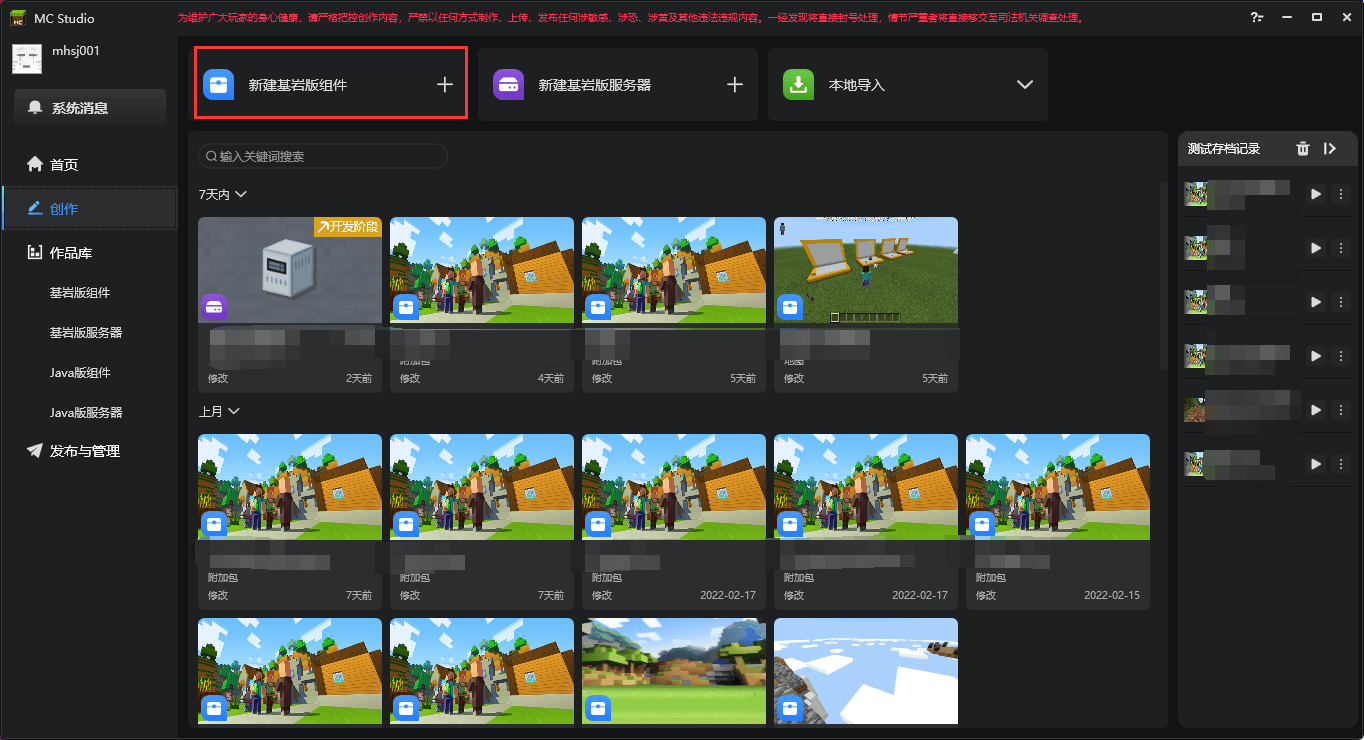 MC Studio
为维护广大玩家的身心健康，请严格把控创作内容，严禁以任何方式制作、上传、发布任何涉敏感、涉恐、涉黄及其他违法违规内容。一经发现将直接封号处理，情节严重者将直接移交至司法机关调查处理。
mhsj001
系统消息
首页
创作
作品库
基岩版组件
基岩版服务器
Java版组件
Java版服务器
发布与管理
新建基岩版组件
新建基岩版服务器
本地导入
输入关键词搜索
7天内
开发阶段
附加包
附加包
地图
修改 2天前
修改 4天前
修改 5天前
修改 5天前
上月
附加包
附加包
附加包
附加包
附加包
修改 7天前
修改 7天前
修改 2022-02-17
修改 2022-02-17
修改 2022-02-15
测试存档记录